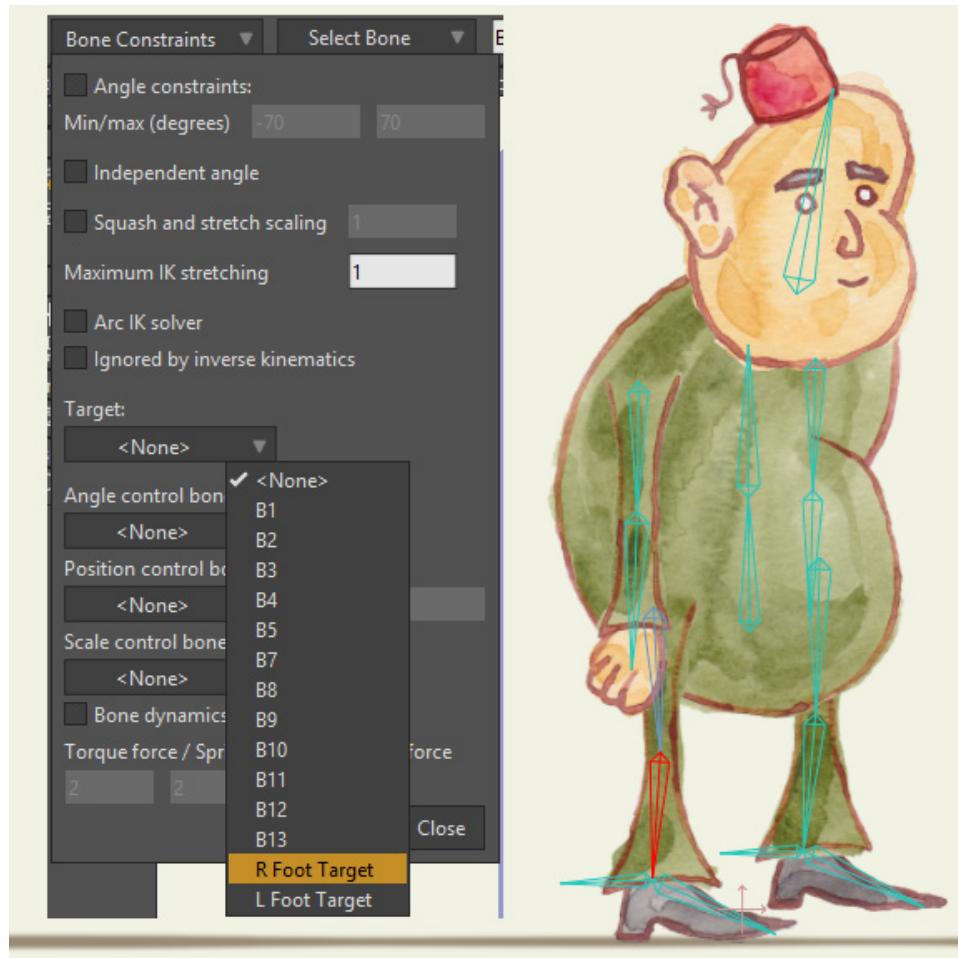 Bone Constraints Select Bone
Angle constraints:
Min/max (degrees) -70 70
Independent angle
Squash and stretch scaling 1
Maximum IK stretching 1
Arc IK solver
Ignored by inverse kinematics
Target:
<None>
<None>
Angle control bon
B1
<None>
B2
Position control bo
B3
<None>
B4
Scale control bone
B5
<None>
B7
Bone dynamics
B8
Torque force / Spr force
B9
2 2
B10
B11
B12
B13
Close
R Foot Target
L Foot Target